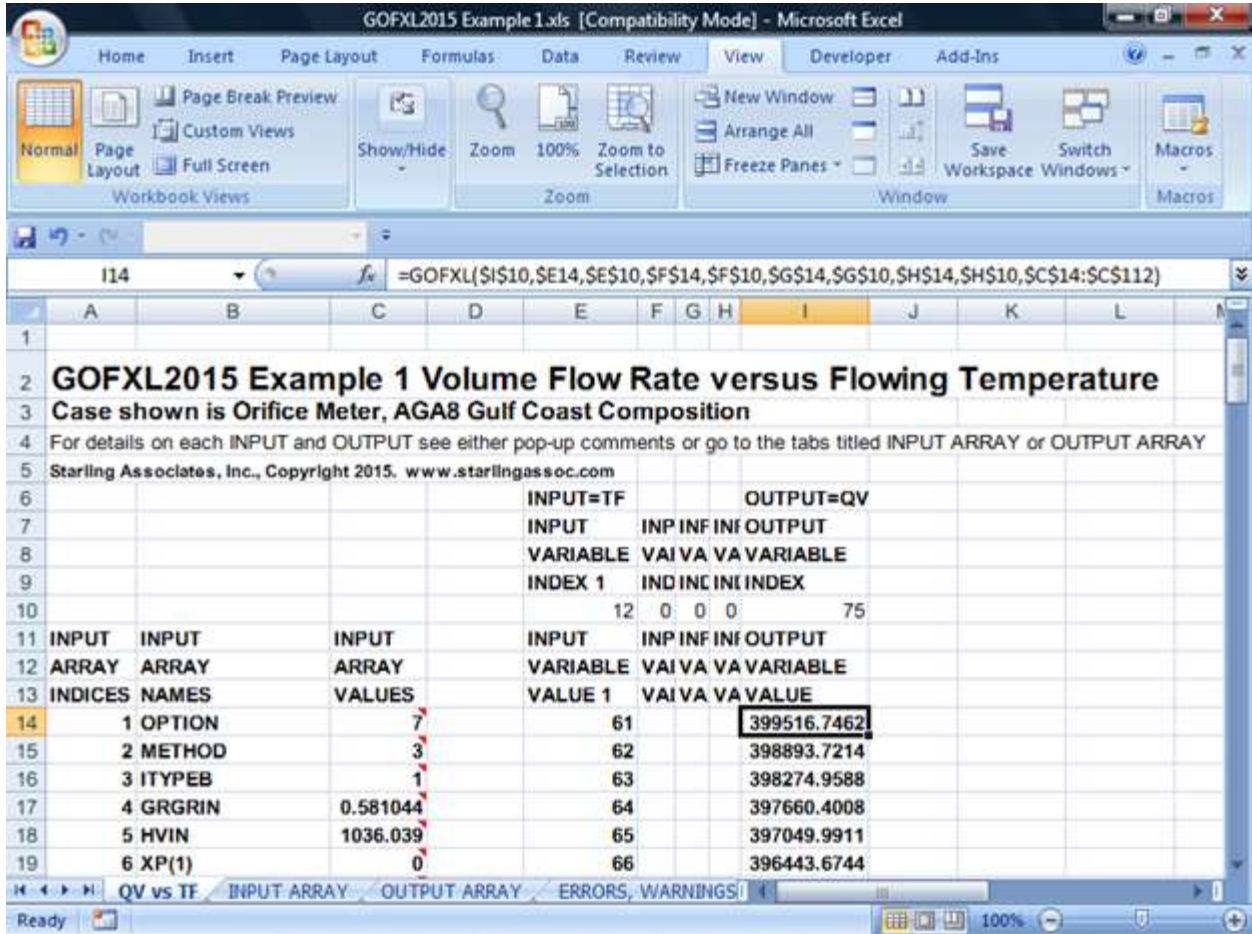 GOFXL2015 Example 1.xls [Compatibility Mode] - Microsoft Excel
Home Insert Page Layout Formulas Data Review View Developer Add-Ins
Normal Page Layout Page Break Preview Custom Views Full Screen Show/Hide Zoom 100% Zoom to Selection New Window Arrange All Freeze Panes Save Workspace Switch Windows Macros
Workbook Views Zoom Window Macros
I14 fx =GOFXL($I$10,$E14,$E$10,$F$14,$F$10,$G$14,$G$10,$H$14,$H$10,$C$14:$C$112)
A B C D E F G H I J K L
1
2 GOFXL2015 Example 1 Volume Flow Rate versus Flowing Temperature
3 Case shown is Orifice Meter, AGA8 Gulf Coast Composition
4 For details on each INPUT and OUTPUT see either pop-up comments or go to the tabs titled INPUT ARRAY or OUTPUT ARRAY
5 Starling Associates, Inc., Copyright 2015. www.starlingassoc.com
6 INPUT=TF OUTPUT=QV
7 INPUT INP INF INF OUTPUT
8 VARIABLE VAI VA VA VARIABLE
9 INDEX 1 IND IND IND INDEX
10 12 0 0 0 75
11 INPUT INPUT INPUT INPUT INP INF INF OUTPUT
12 ARRAY ARRAY ARRAY VARIABLE VAI VA VA VARIABLE
13 INDICES NAMES VALUES VALUE 1 VAI VA VA VALUE
14 1 OPTION 7 61 399516.7462
15 2 METHOD 3 62 398893.7214
16 3 ITYPEB 1 63 398274.9588
17 4 GRGRIN 0.581044 64 397660.4008
18 5 HVIN 1036.039 65 397049.9911
19 6 XP(1) 0 66 396443.6744
QV vs TF INPUT ARRAY OUTPUT ARRAY ERRORS, WARNINGS
Ready 100%